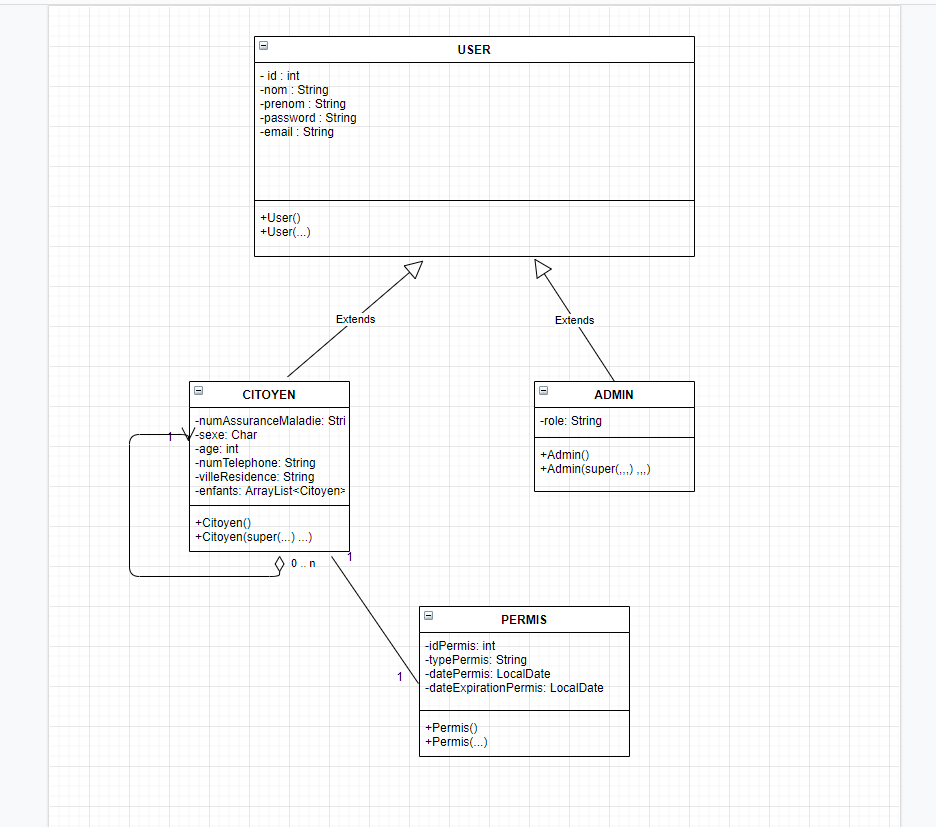 USER
- id : int
-nom : String
-prenom : String
-password : String
-email : String
+User()
+User(...)
Extends
Extends
CITOYEN
-numAssuranceMaladie: Stri
-sexe: Char
-age: int
-numTelephone: String
-villeResidence: String
-enfants: ArrayList<Citoyen>
+Citoyen()
+Citoyen(super(...) ...)
1
0 .. n
1
ADMIN
-role: String
+Admin()
+Admin(super(,,,) ,,,)
1
PERMIS
-idPermis: int
-typePermis: String
-datePermis: LocalDate
-dateExpirationPermis: LocalDate
+Permis()
+Permis(...)